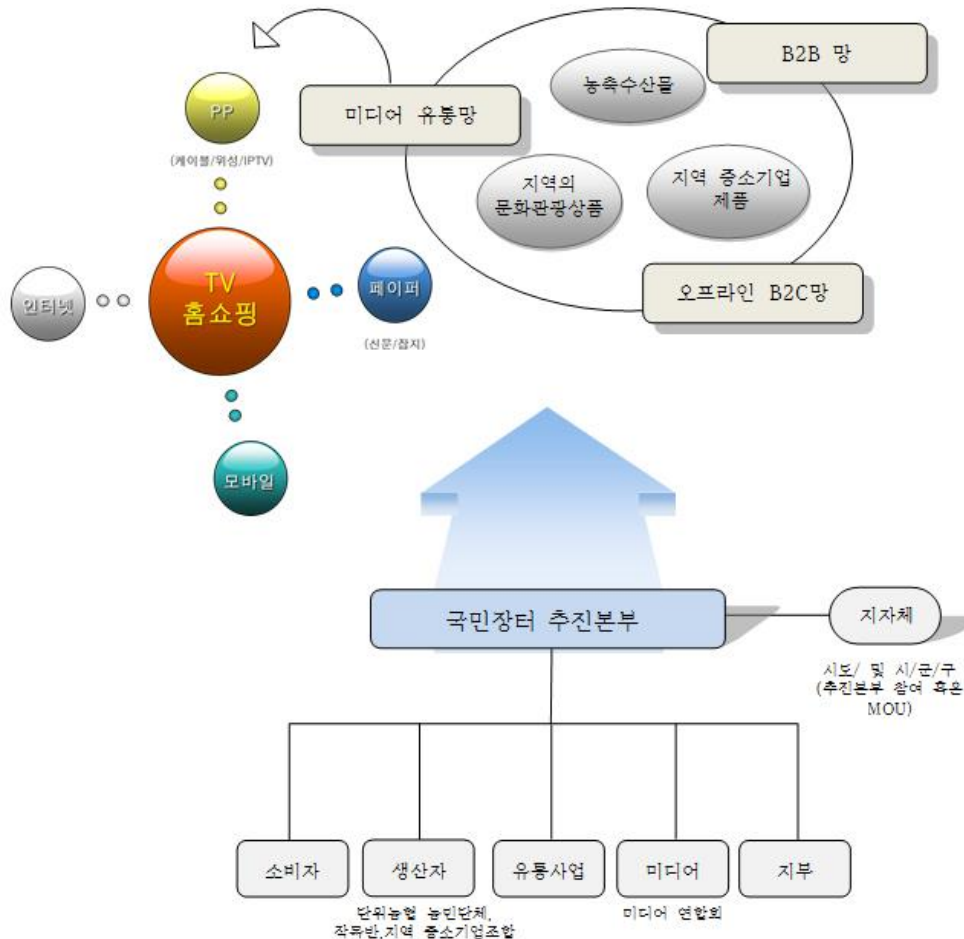 B2B 망
농축수산물
미디어 유통망
PP
(케이블/위성/IPTV)
지역의
문화관광상품
지역 중소기업
제품
TV
홈쇼핑
인터넷
페이퍼
(신문/잡지)
오프라인 B2C망
모바일
국민장터 추진본부
지자체
시도/ 및 시/군/구
(추진본부 참여 혹은
MOU)
소비자
생산자
유통사업
미디어
지부
단위농협 농민단체,
작목반,지역 중소기업조합
미디어 연합회